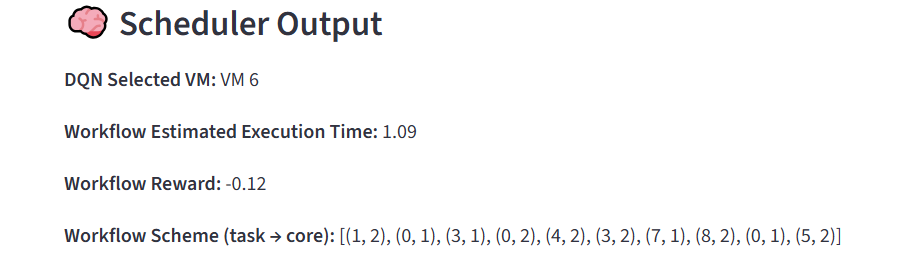 Scheduler Output
DQN Selected VM: VM 6
Workflow Estimated Execution Time: 1.09
Workflow Reward: -0.12
Workflow Scheme (task → core): [(1, 2), (0, 1), (3, 1), (0, 2), (4, 2), (3, 2), (7, 1), (8, 2), (0, 1), (5, 2)]